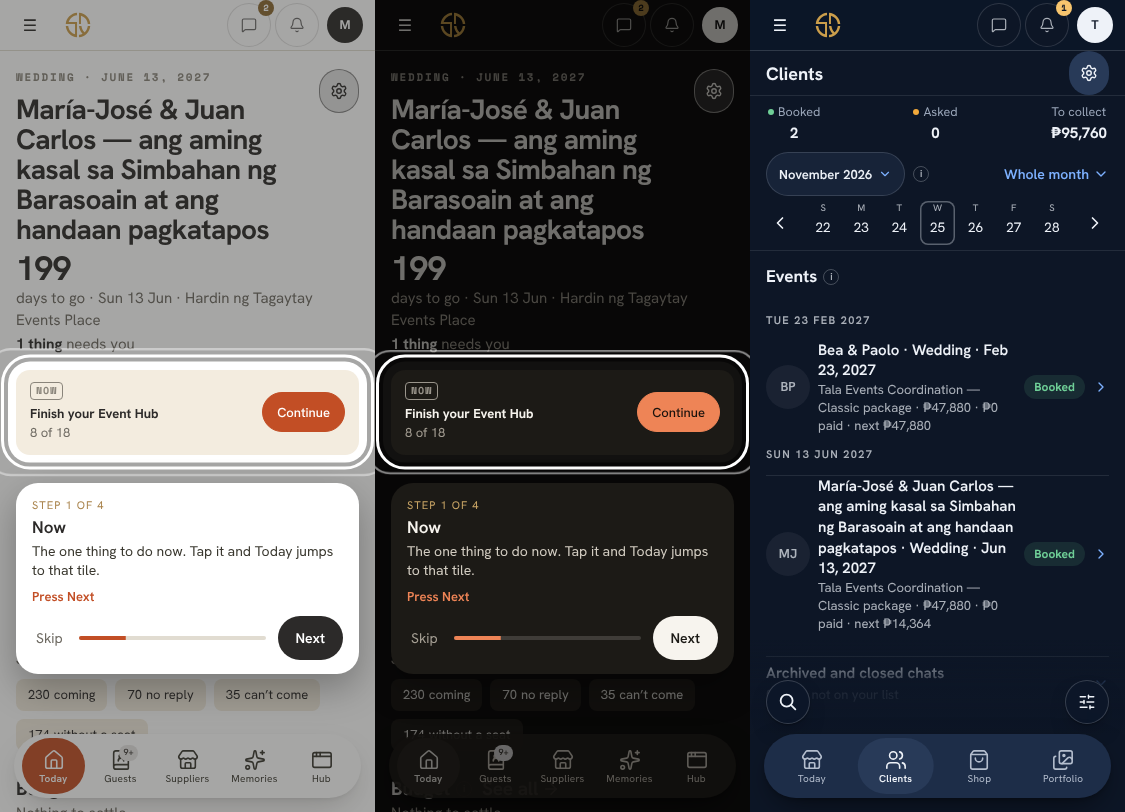 2
M
WEDDING · JUNE 13, 2027
María-José & Juan
Carlos — ang aming
kasal sa Simbahan ng
Barasoain at ang
handaan pagkatapos
199
days to go · Sun 13 Jun · Hardin ng Tagaytay
Events Place
1 thing needs you
NOW
Finish your Event Hub
8 of 18
Continue
STEP 1 OF 4
Now
The one thing to do now. Tap it and Today jumps
to that tile.
Press Next
Skip
Next
230 coming
70 no reply
35 can't come
174 without a seat
9+
Today
Guests
Suppliers
Memories
Hub
Nothing to settle
2
M
WEDDING · JUNE 13, 2027
María-José & Juan
Carlos — ang aming
kasal sa Simbahan ng
Barasoain at ang
handaan pagkatapos
199
days to go · Sun 13 Jun · Hardin ng Tagaytay
Events Place
1 thing needs you
NOW
Finish your Event Hub
8 of 18
Continue
STEP 1 OF 4
Now
The one thing to do now. Tap it and Today jumps
to that tile.
Press Next
Skip
Next
230 coming
70 no reply
35 can't come
174 without a seat
9+
Today
Guests
Suppliers
Memories
Hub
See all
Nothing to settle
1
T
Clients
Booked
2
Asked
0
To collect
₱95,760
November 2026
Whole month
S M T W T F S
22 23 24 25 26 27 28
Events
TUE 23 FEB 2027
BP
Bea & Paolo · Wedding · Feb
23, 2027
Tala Events Coordination —
Classic package · ₱47,880 · ₱0
paid · next ₱47,880
Booked
SUN 13 JUN 2027
MJ
María-José & Juan Carlos —
ang aming kasal sa Simbahan
ng Barasoain at ang handaan
pagkatapos · Wedding · Jun
13, 2027
Tala Events Coordination —
Classic package · ₱47,880 · ₱0
paid · next ₱14,364
Booked
Archived and closed chats
not on your list
Today
Clients
Shop
Portfolio